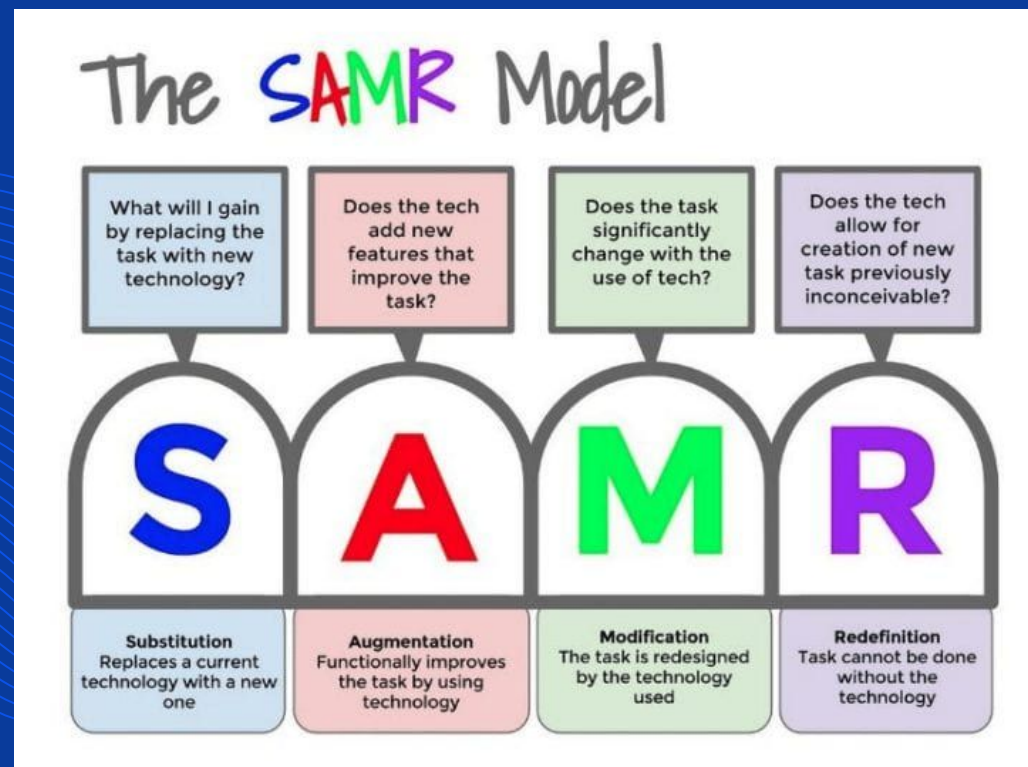 The SAMR Model
What will I gain
by replacing the
task with new
technology?
Does the tech
add new
features that
improve the
task?
Does the task
significantly
change with the
use of tech?
Does the tech
allow for
creation of new
task previously
inconceivable?
S
A
M
R
Substitution
Replaces a current
technology with a new
one
Augmentation
Functionally improves
the task by using
technology
Modification
The task is redesigned
by the technology
used
Redefinition
Task cannot be done
without the
technology